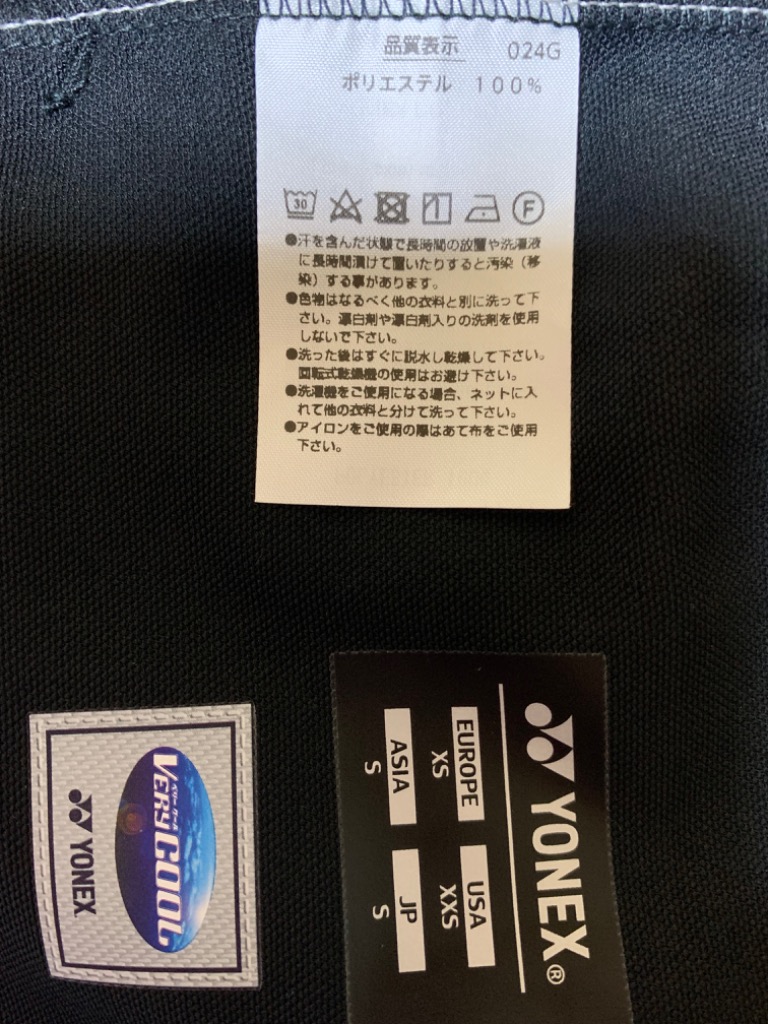 品質表示 024G
ポリエステル 100%
30 F
●汗を含んだ状態で長時間の放置や洗濯液
に長時間漬けて置いたりすると汚染（移
染）する事があります。
●色物はなるべく他の衣料と別に洗って下
さい。漂白剤や漂白剤入りの洗剤を使用
しないで下さい。
●洗った後はすぐに脱水し乾燥して下さい。
回転式乾燥機の使用はお避け下さい。
●洗濯機をご使用になる場合、ネットに入
れて他の衣料と分けて洗って下さい。
●アイロンをご使用の際はあて布をご使用
下さい。
YONEX®
EUROPE USA
XS XXS
ASIA JP
S S
ベリークール
VERYCOOL
YONEX